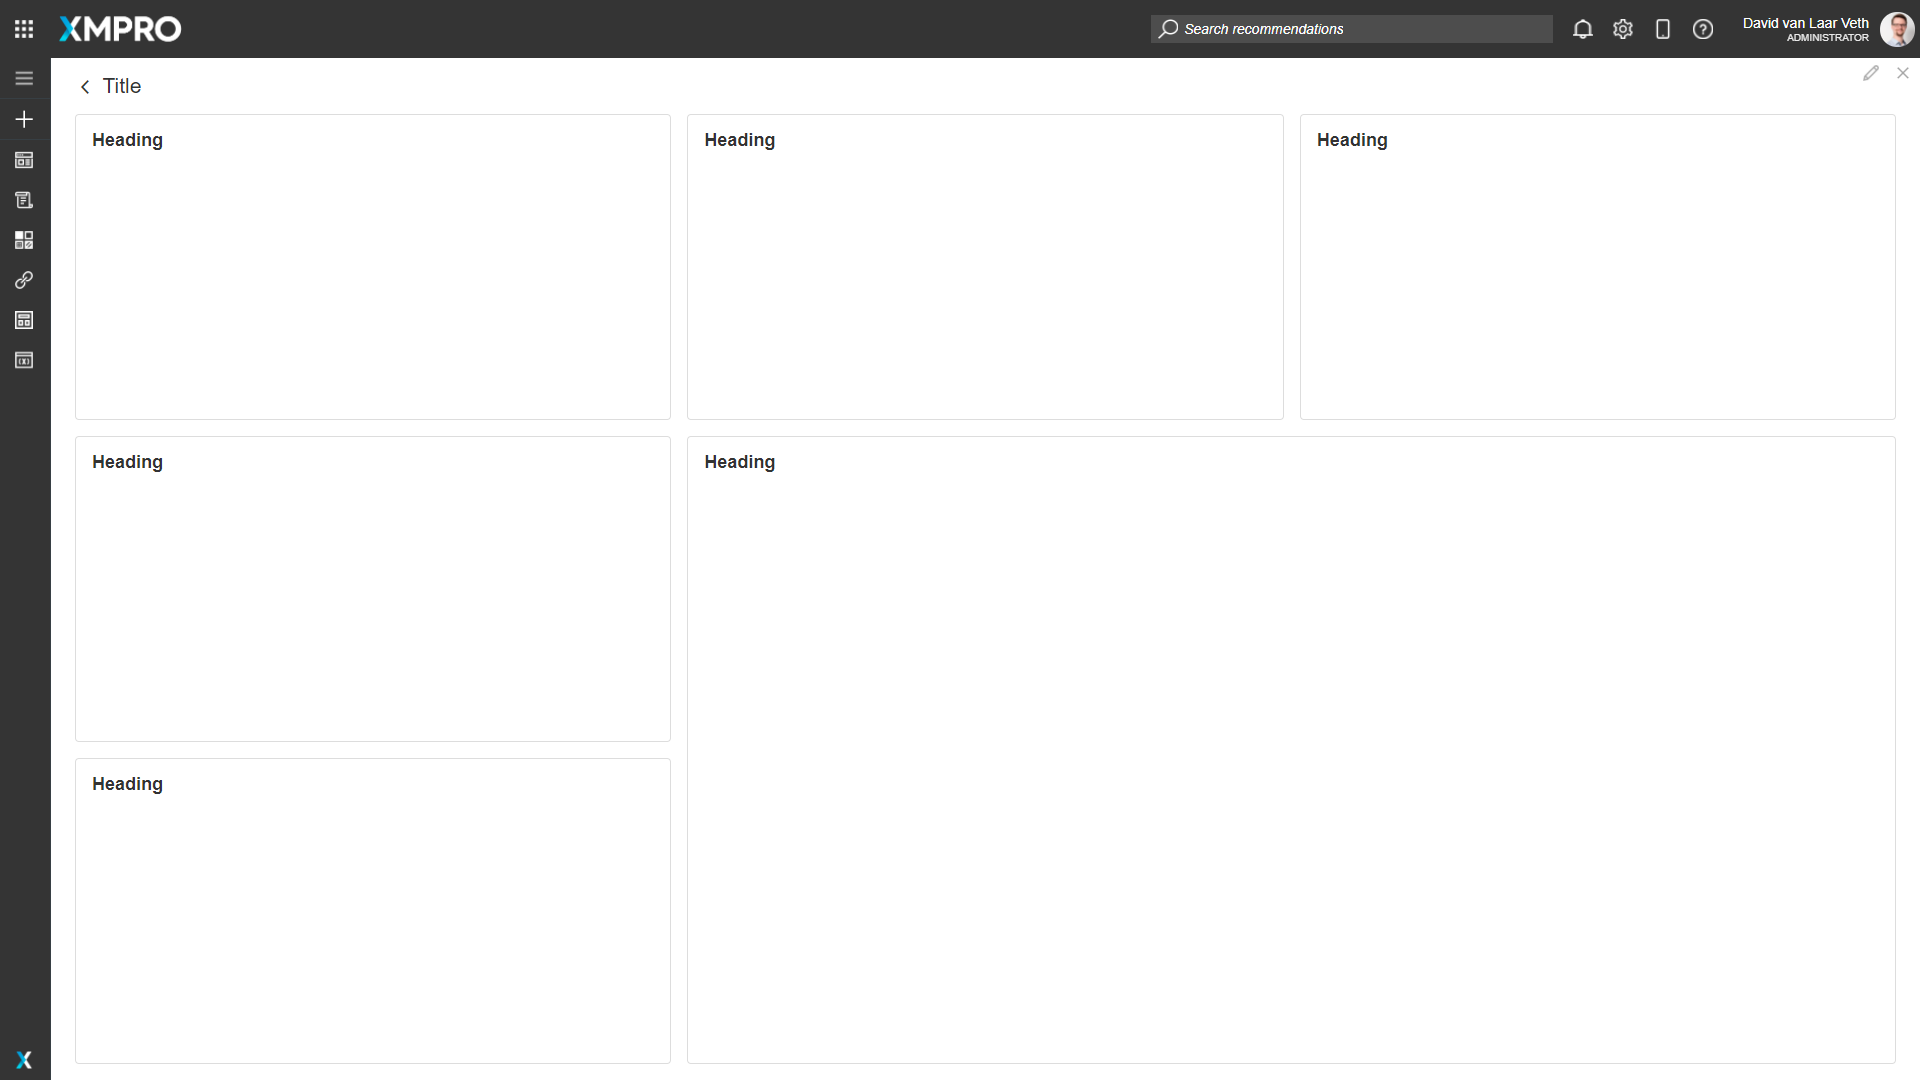 XMPRO
Search recommendations
David van Laar Veth
ADMINISTRATOR
Title
Heading
Heading
Heading
Heading
Heading
Heading